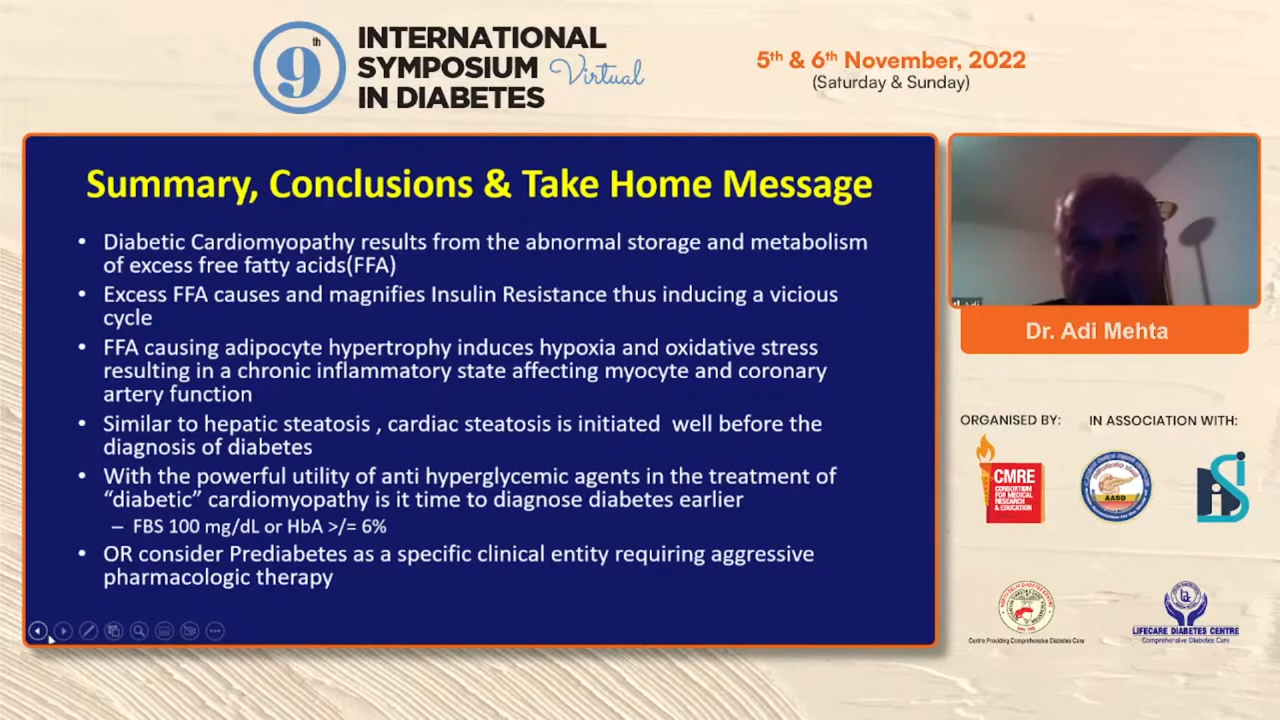 9th
INTERNATIONAL
SYMPOSIUM Virtual
IN DIABETES
5th & 6th November, 2022
(Saturday & Sunday)
Summary, Conclusions & Take Home Message
• Diabetic Cardiomyopathy results from the abnormal storage and metabolism
of excess free fatty acids(FFA)
• Excess FFA causes and magnifies Insulin Resistance thus inducing a vicious
cycle
• FFA causing adipocyte hypertrophy induces hypoxia and oxidative stress
resulting in a chronic inflammatory state affecting myocyte and coronary
artery function
• Similar to hepatic steatosis , cardiac steatosis is initiated well before the
diagnosis of diabetes
• With the powerful utility of anti hyperglycemic agents in the treatment of
“diabetic” cardiomyopathy is it time to diagnose diabetes earlier
– FBS 100 mg/dL or HbA >/= 6%
• OR consider Prediabetes as a specific clinical entity requiring aggressive
pharmacologic therapy
Adi
Dr. Adi Mehta
ORGANISED BY:
IN ASSOCIATION WITH:
CMRE
CONSORTIUM
FOR MEDICAL
RESEARCH
& EDUCATION
AASD
Centre Providing Comprehensive Diabetes Care
LIFECARE DIABETES CENTRE
Comprehensive Diabetes Care